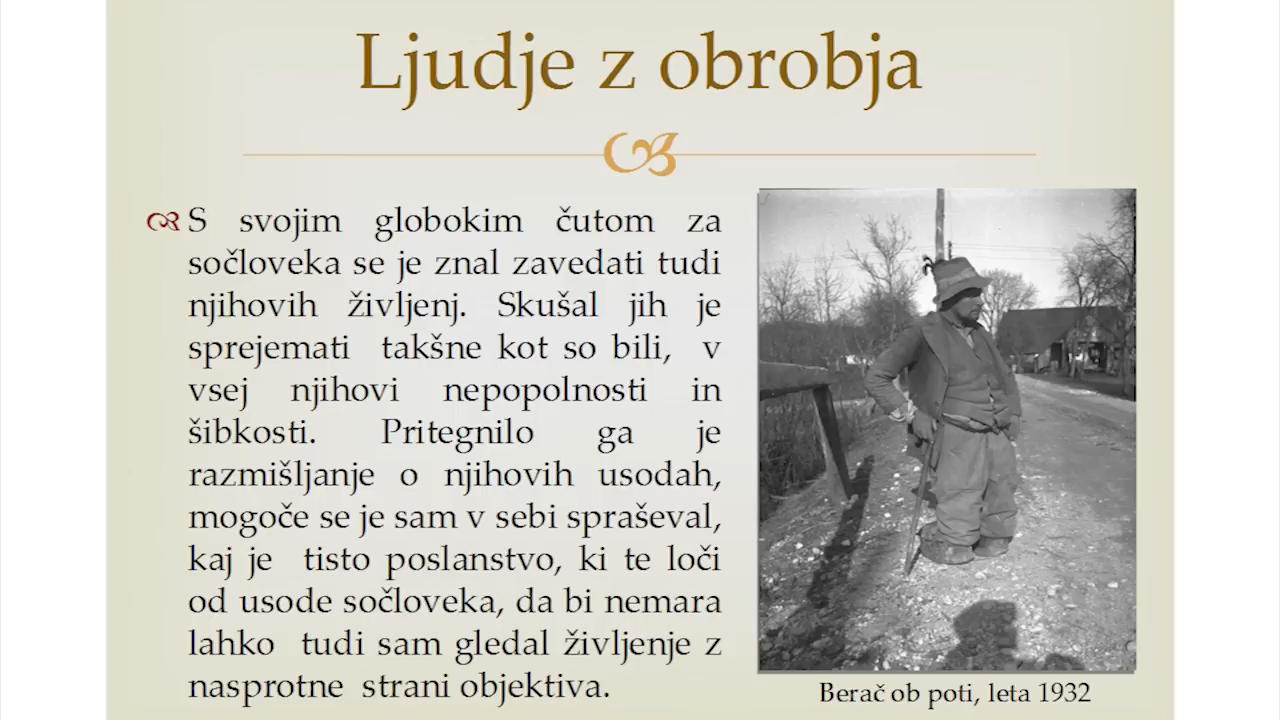 Ljudje z obrobja
S svojim globokim čutom za
sočloveka se je znal zavedati tudi
njihovih življenj. Skušal jih je
sprejemati takšne kot so bili, v
vsej njihovi nepopolnosti in
šibkosti. Pritegnilo ga je
razmišljanje o njihovih usodah,
mogoče se je sam v sebi spraševal,
kaj je tisto poslanstvo, ki te loči
od usode sočloveka, da bi nemara
lahko tudi sam gledal življenje z
nasprotne strani objektiva.
Berač ob poti, leta 1932